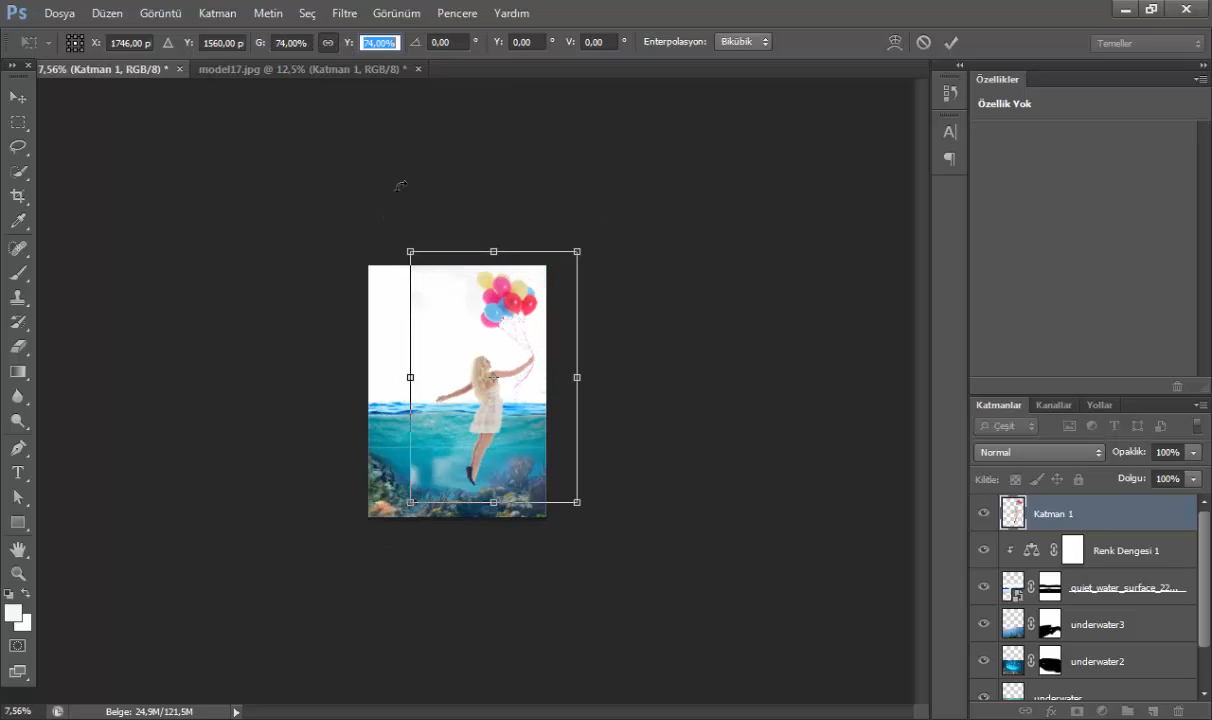 Ps Dosya Düzen Görüntü Katman Metin Seç Filtre Görünüm Pencere Yardım
X: 1746,00 p Y: 1560,00 p G: 74,00% Y: 74,00% 0,00 ° Y: 0,00 ° V: 0,00 ° Enterpolasyon: Bikübik Temeller
7,56% (Katman 1, RGB/8) * × model17.jpg @ 12,5% (Katman 1, RGB/8) * ×
Özellikler
Özellik Yok
Katmanlar Kanallar Yollar
Çeşit
Normal Opaklık: 100%
Kilitle: Dolgu: 100%
Katman 1
Renk Dengesi 1
quiet_water_surface_22...
underwater3
underwater2
underwater
7,56% Belge: 24,9M/121,5M